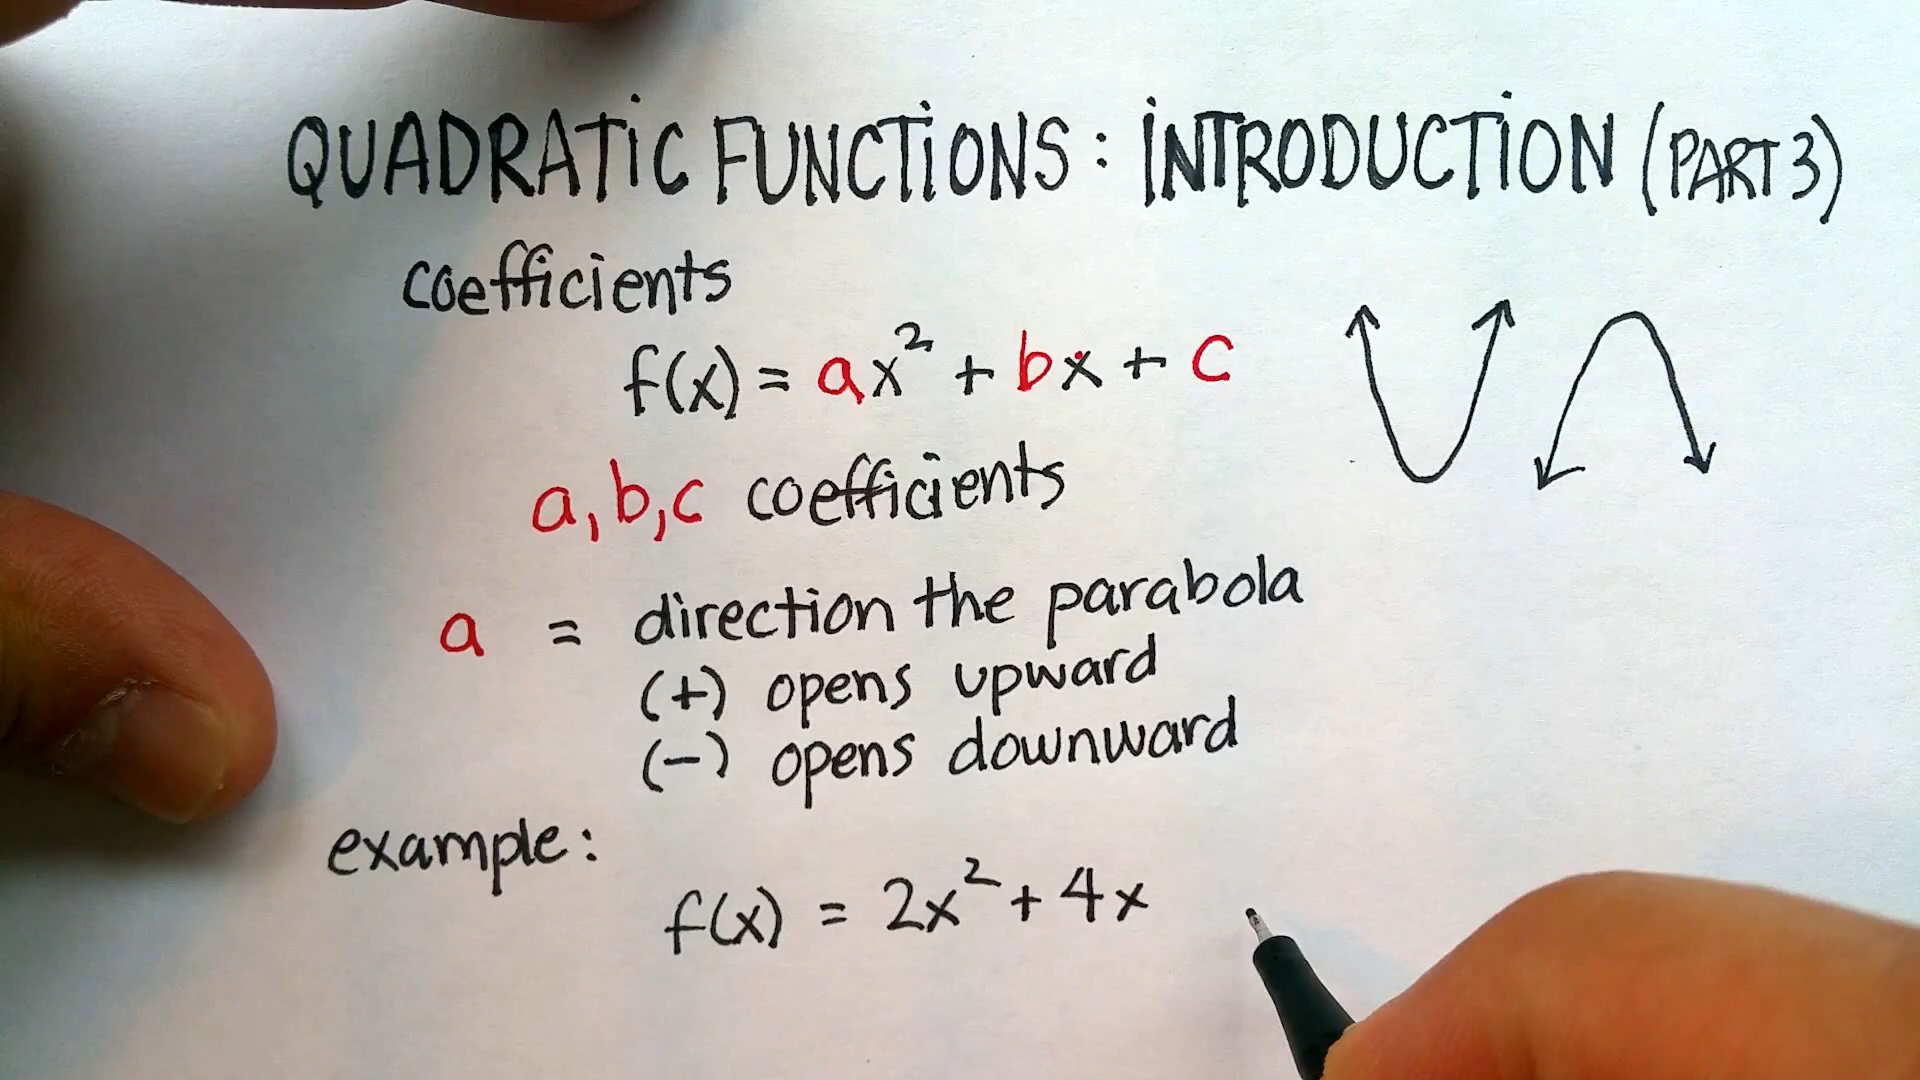 QUADRATIC FUNCTIONS: INTRODUCTION (PART 3)
coefficients
f(x) = ax² + bx + c
a, b, c coefficients
a = direction the parabola
(+) opens upward
(-) opens downward
example:
f(x) = 2x² + 4x